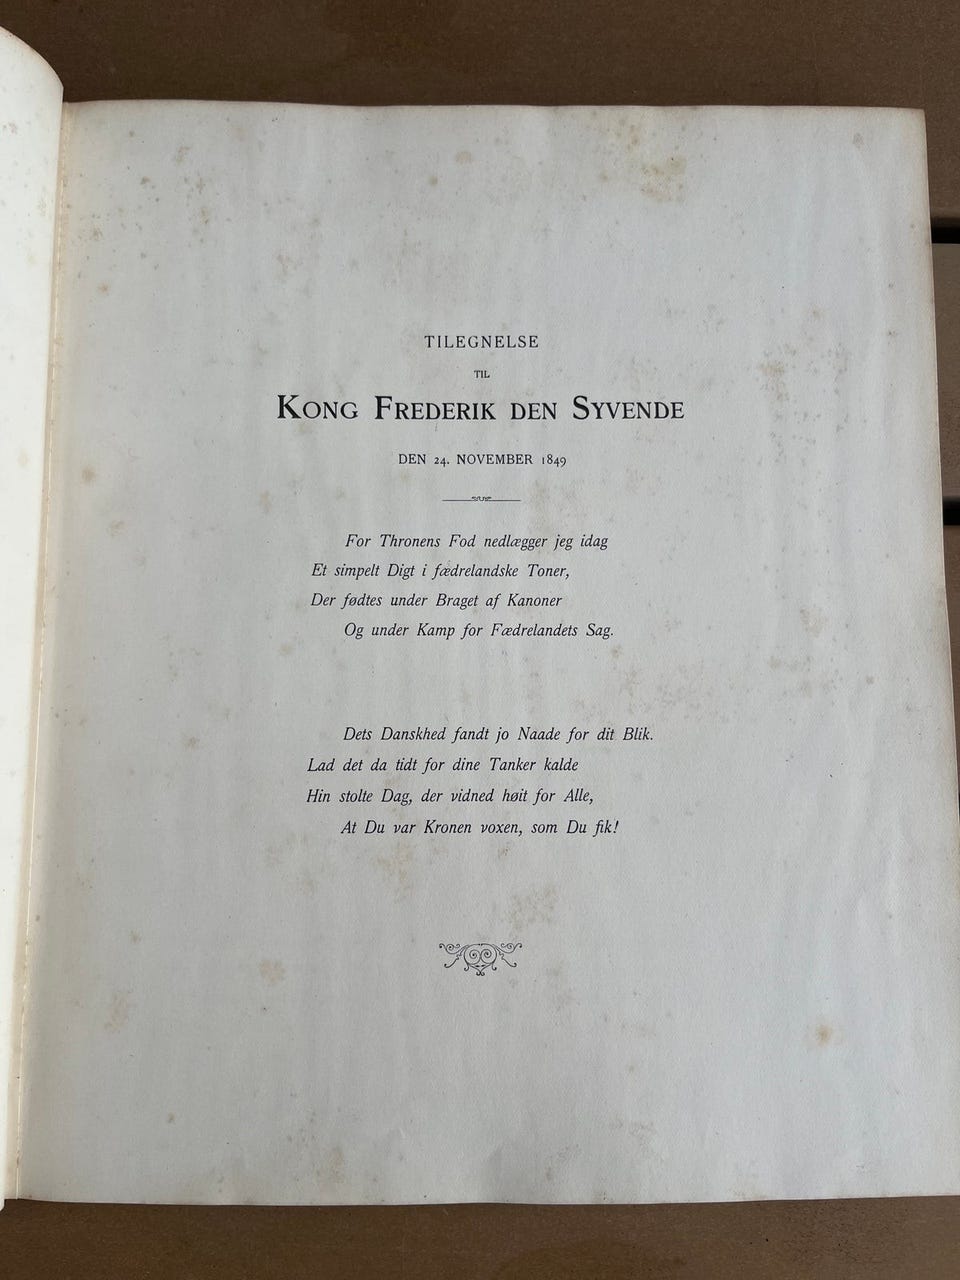 TILEGNELSE
TIL
KONG FREDERIK DEN SYVENDE
DEN 24. NOVEMBER 1849
For Thronens Fod nedlægger jeg idag
Et simpelt Digt i fædrelandske Toner,
Der fødtes under Braget af Kanoner
Og under Kamp for Fædrelandets Sag.
Dets Danskhed fandt jo Naade for dit Blik.
Lad det da tidt for dine Tanker kalde
Hin stolte Dag, der vidned høit for Alle,
At Du var Kronen voxen, som Du fik!